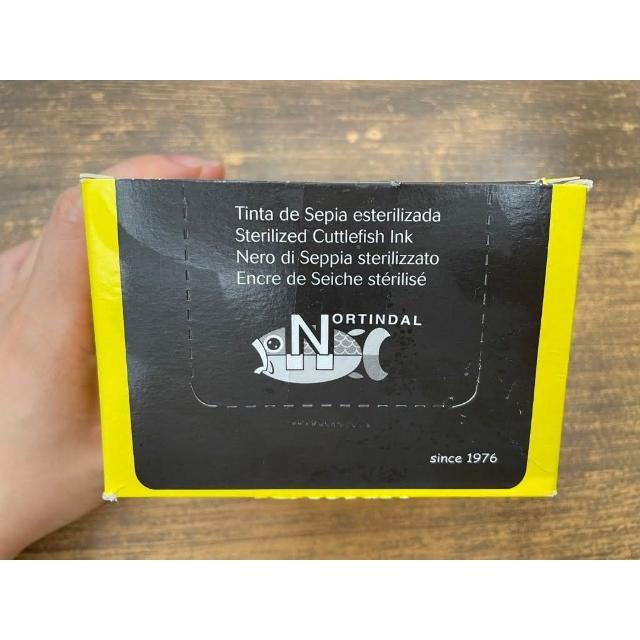 Tinta de Sepia esterilizada
Sterilized Cuttlefish Ink
Nero di Seppia sterilizzato
Encre de Seiche stérilisé
NORTINDAL
since 1976